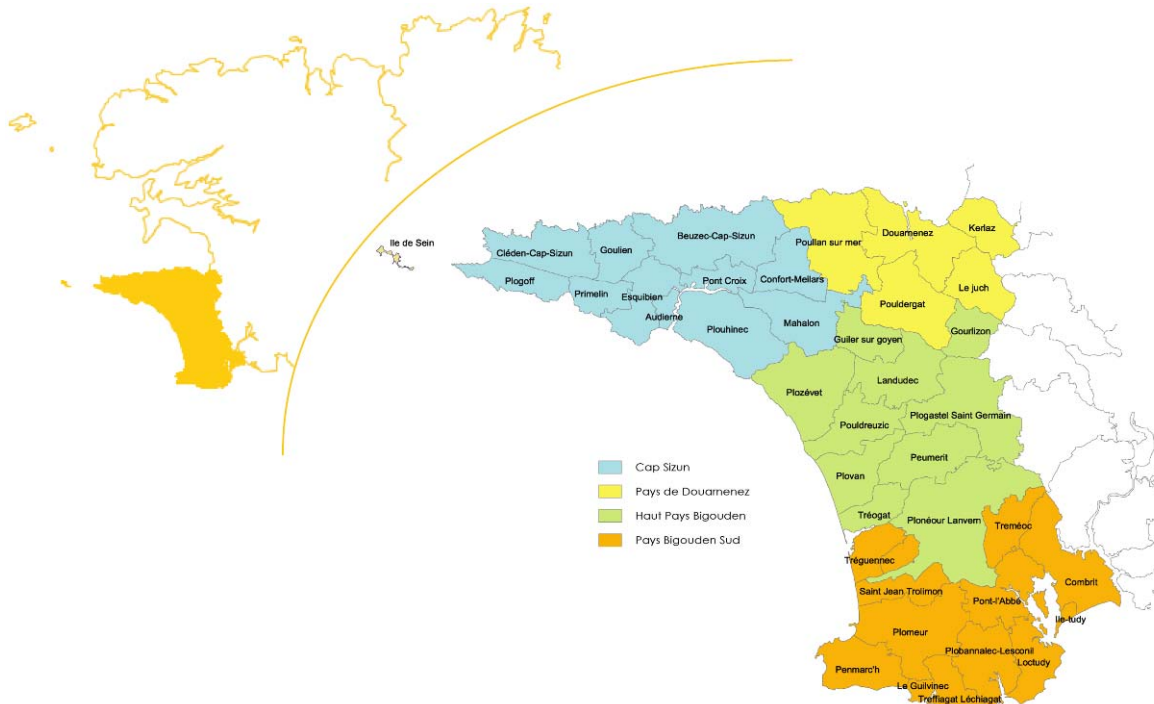 Ile de Sein
Cléden-Cap-Sizun
Goulien
Beuzec-Cap-Sizun
Poullan sur mer
Douarnenez
Kerlaz
Plogoff
Primelin
Esquibien
Pont Croix
Confort-Meilars
Audierne
Plouhinec
Mahalon
Pouldergat
Le juch
Guiler sur goyen
Gourlizon
Plozévet
Landudec
Pouldreuzic
Plogastel Saint Germain
Peumerit
Plovan
Tréogat
Plonéour Lanvern
Treméoc
Tréguennec
Combrit
Saint Jean Trolimon
Pont-l'Abbé
Ile-tudy
Plomeur
Plobannalec-Lesconil
Loctudy
Penmarc'h
Le Guilvinec
Treffiagat Léchiagat
Cap Sizun
Pays de Douarnenez
Haut Pays Bigouden
Pays Bigouden Sud